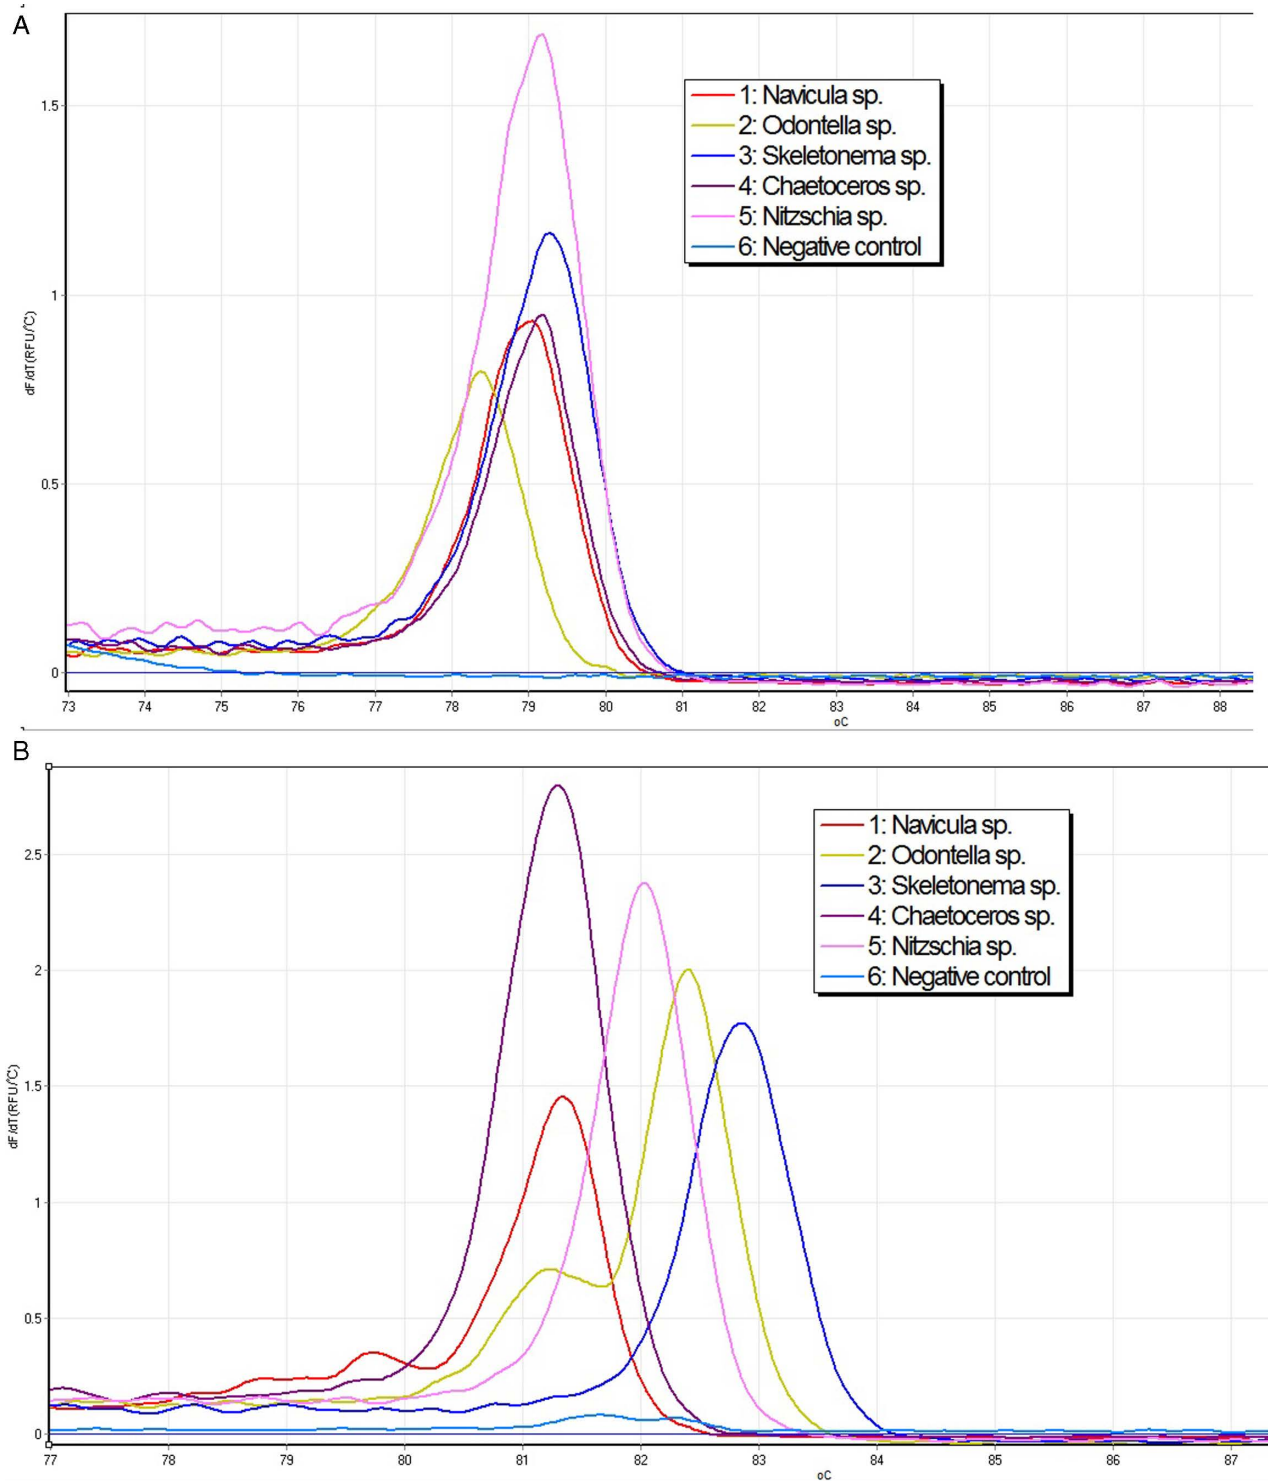 A
1.5
1
0.5
0
dF/dT(RFU/°C)
1: Navicula sp.
2: Odontella sp.
3: Skeletonema sp.
4: Chaetoceros sp.
5: Nitzschia sp.
6: Negative control
73 74 75 76 77 78 79 80 81 82 83 84 85 86 87 88
oC
B
2.5
2
1.5
1
0.5
0
dF/dT(RFU/°C)
1: Navicula sp.
2: Odontella sp.
3: Skeletonema sp.
4: Chaetoceros sp.
5: Nitzschia sp.
6: Negative control
77 78 79 80 81 82 83 84 85 86 87
oC